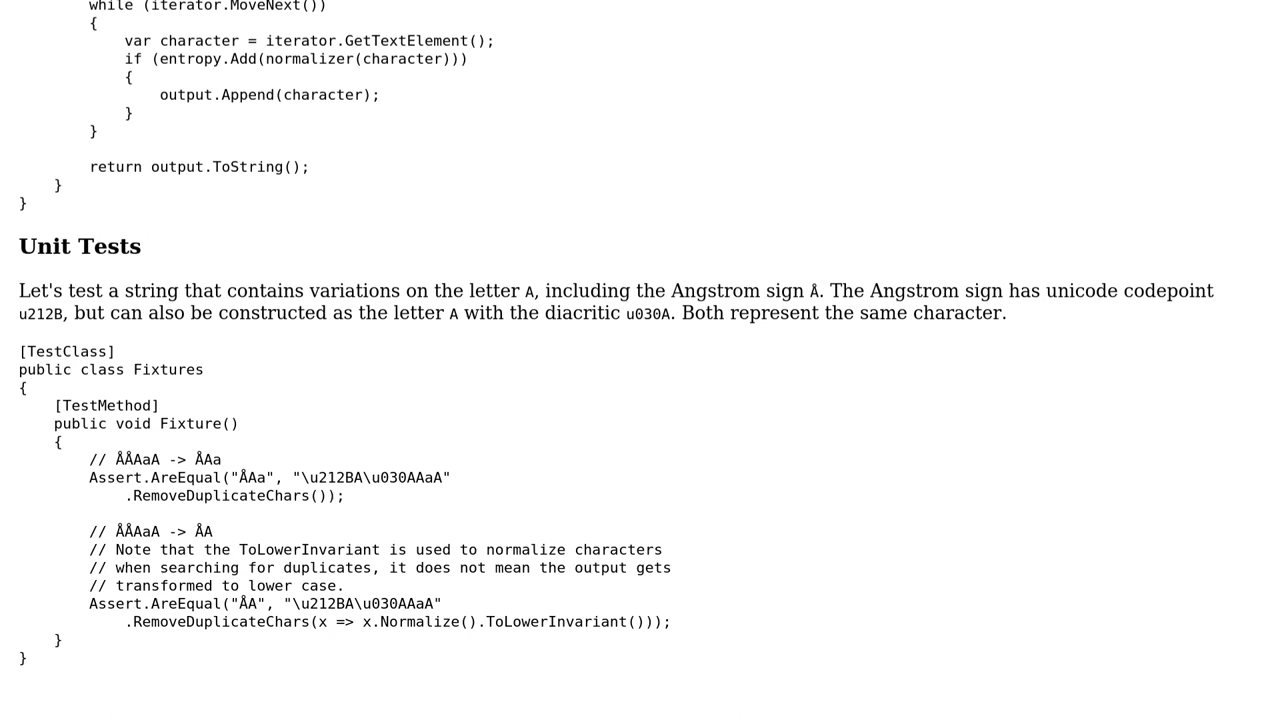 while (iterator.MoveNext())
        {
            var character = iterator.GetTextElement();
            if (entropy.Add(normalizer(character)))
            {
                output.Append(character);
            }
        }

        return output.ToString();
    }
}
Unit Tests
Let's test a string that contains variations on the letter A, including the Angstrom sign Å. The Angstrom sign has unicode codepoint
u212B, but can also be constructed as the letter A with the diacritic u030A. Both represent the same character.
[TestClass]
public class Fixtures
{
    [TestMethod]
    public void Fixture()
    {
        // ÅÅAaA -> ÅAa
        Assert.AreEqual("ÅAa", "\u212BA\u030AAaA"
            .RemoveDuplicateChars());

        // ÅÅAaA -> ÅA
        // Note that the ToLowerInvariant is used to normalize characters
        // when searching for duplicates, it does not mean the output gets
        // transformed to lower case.
        Assert.AreEqual("ÅA", "\u212BA\u030AAaA"
            .RemoveDuplicateChars(x => x.Normalize().ToLowerInvariant()));
    }
}